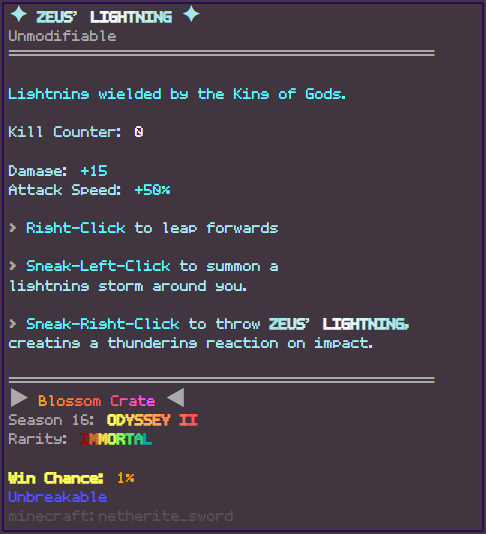 ✦ ZEUS' LIGHTNING ✦
Unmodifiable
Lightning wielded by the King of Gods.
Kill Counter: 0
Damage: +15
Attack Speed: +50%
> Right-Click to leap forwards
> Sneak-Left-Click to summon a
lightning storm around you.
> Sneak-Right-Click to throw ZEUS' LIGHTNING,
creating a thundering reaction on impact.
▶ Blossom Crate ◀
Season 16: ODYSSEY II
Rarity: IMMORTAL
Win Chance: 1%
Unbreakable
minecraft:netherite_sword